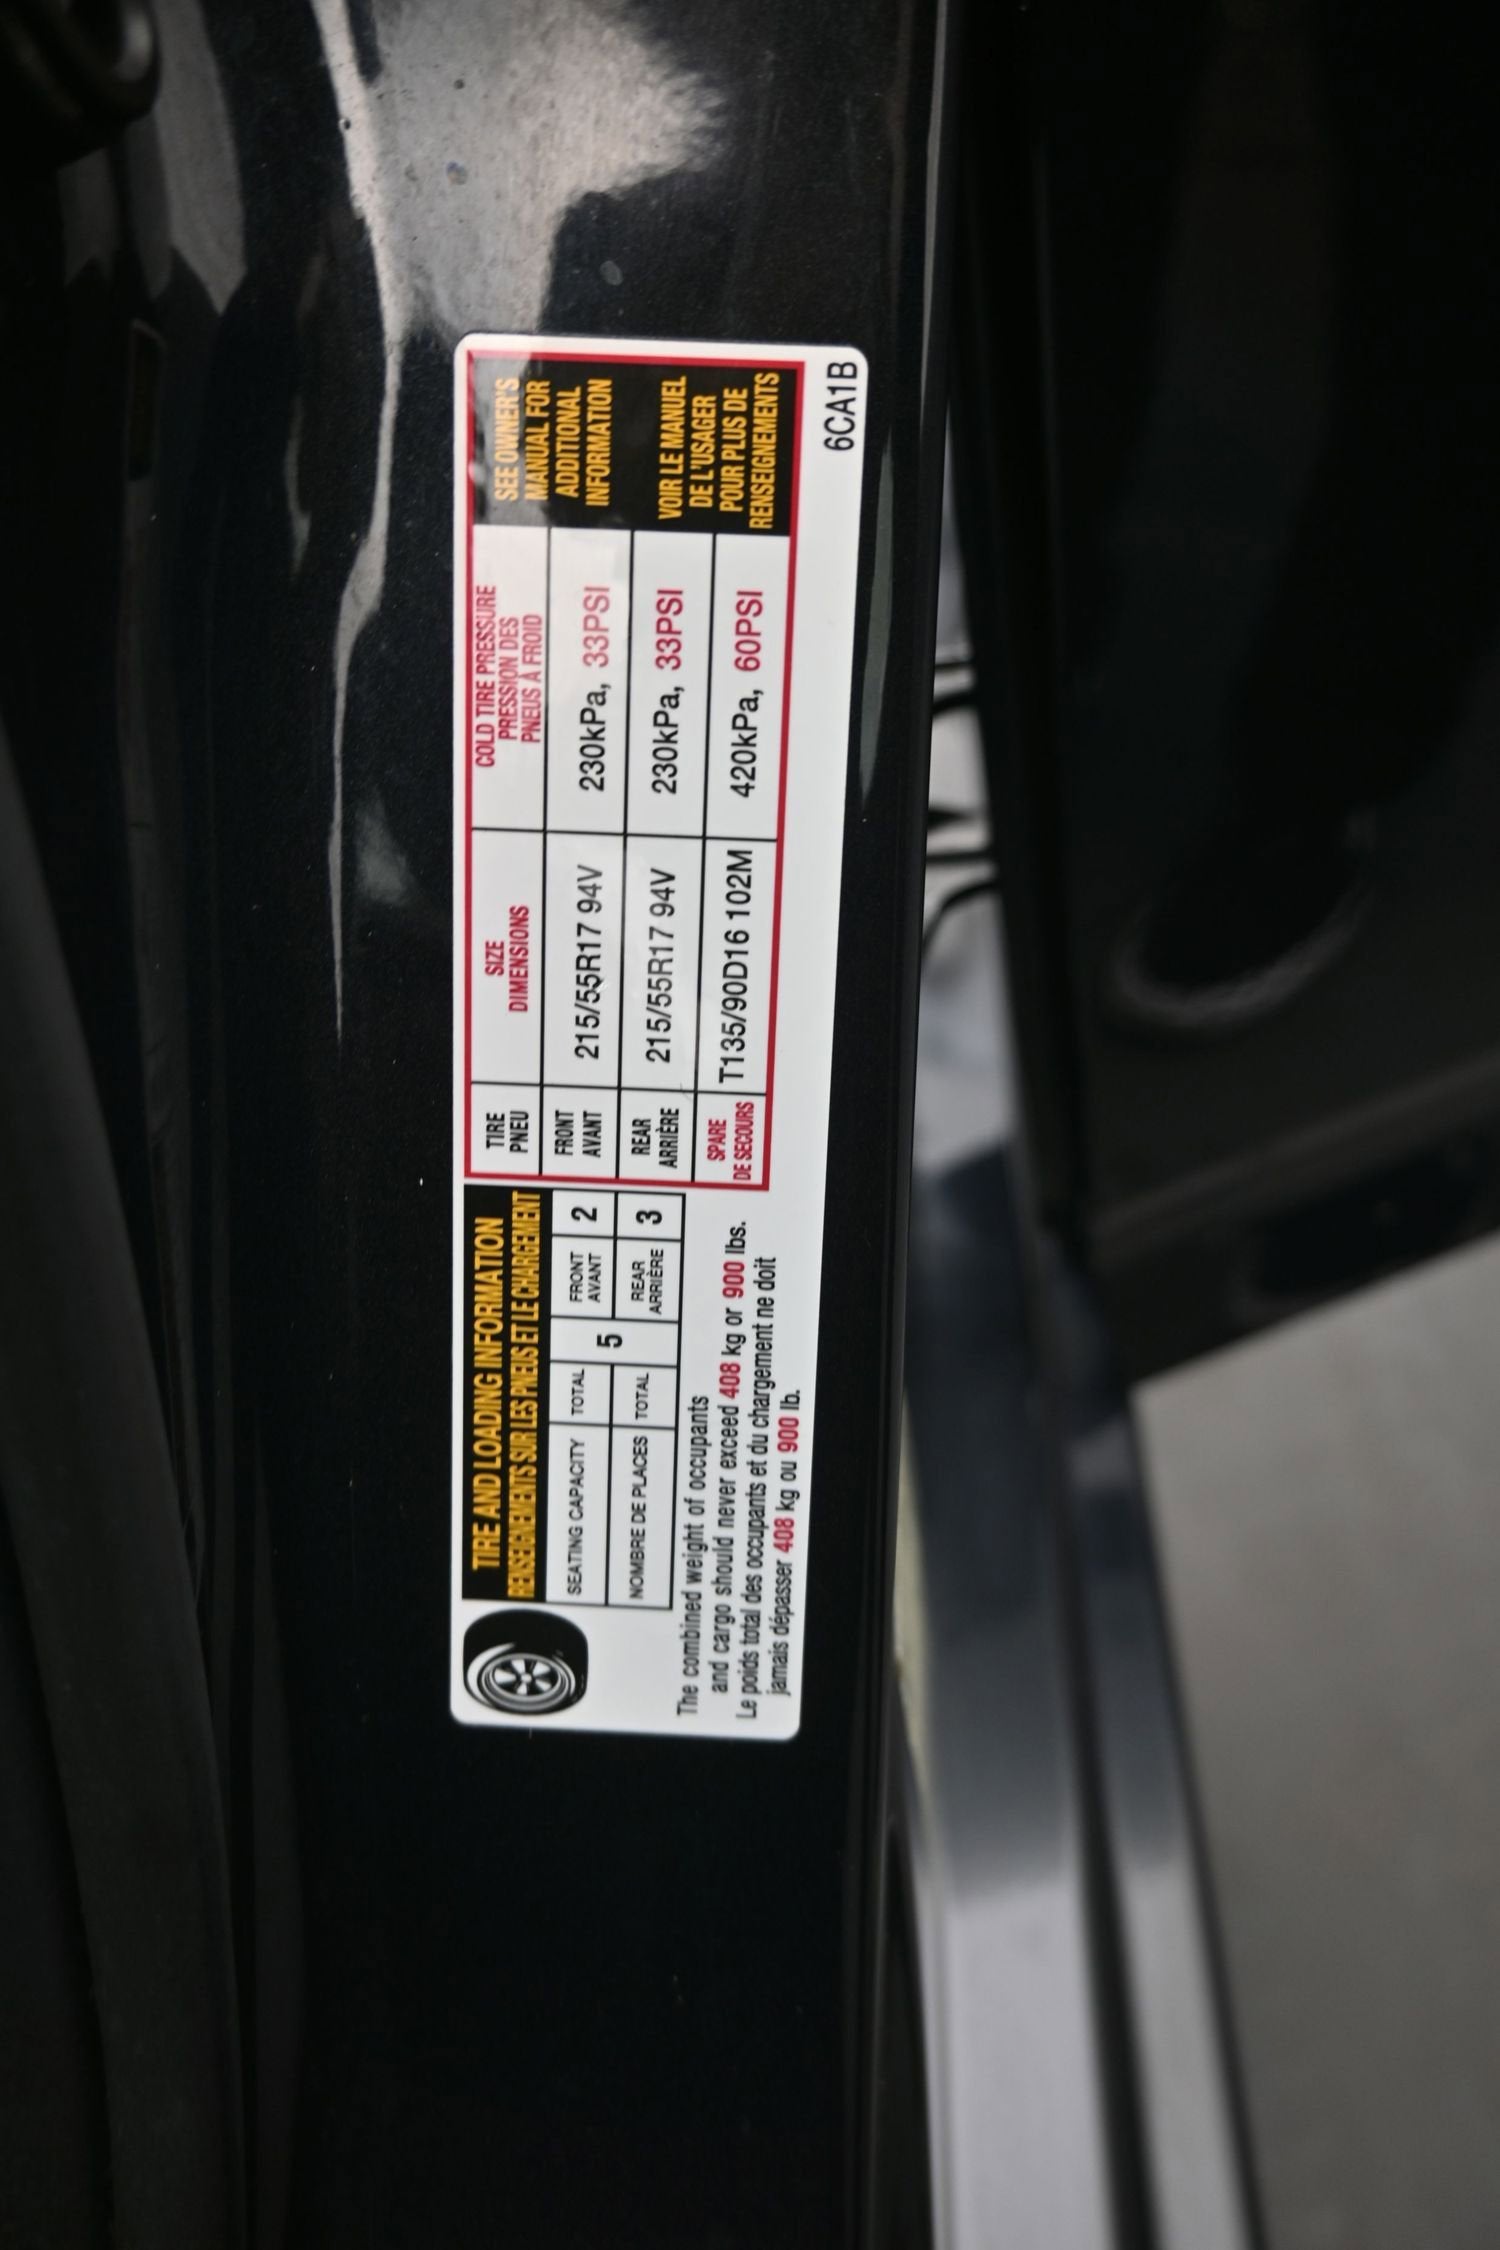 TIRE AND LOADING INFORMATION
RENSEIGNEMENTS SUR LES PNEUS ET LE CHARGEMENT
SEATING CAPACITY
NOMBRE DE PLACES
TOTAL
TOTAL
5
FRONT
AVANT
2
REAR
ARRIÈRE
3
The combined weight of occupants
and cargo should never exceed 408 kg or 900 lbs.
Le poids total des occupants et du chargement ne doit
jamais dépasser 408 kg ou 900 lb.
TIRE
PNEU
SIZE
DIMENSIONS
COLD TIRE PRESSURE
PRESSION DES
PNEUS À FROID
FRONT
AVANT
215/55R17 94V
230kPa, 33PSI
REAR
ARRIÈRE
215/55R17 94V
230kPa, 33PSI
SPARE
DE SECOURS
T135/90D16 102M
420kPa, 60PSI
SEE OWNER'S
MANUAL FOR
ADDITIONAL
INFORMATION
VOIR LE MANUEL
DE L'USAGER
POUR PLUS DE
RENSEIGNEMENTS
6CA1B